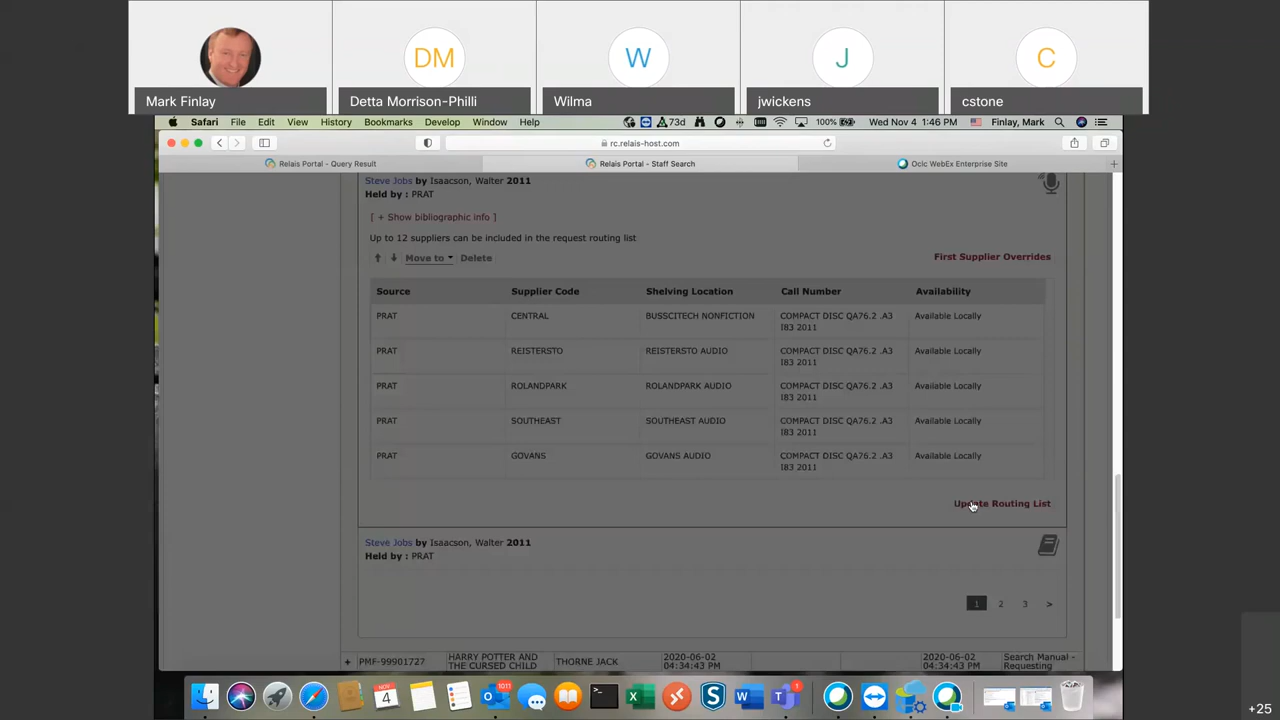 DM
W
J
C
Mark Finlay
Detta Morrison-Philli
Wilma
jwickens
cstone
Safari File Edit View History Bookmarks Develop Window Help
73d
100%
Wed Nov 4 1:46 PM
Finlay, Mark
rc.relais-host.com
Relais Portal - Query Result
Relais Portal - Staff Search
Oclc WebEx Enterprise Site
Steve Jobs by Isaacson, Walter 2011
Held by : PRAT
[ + Show bibliographic info ]
Up to 12 suppliers can be included in the request routing list
Move to Delete
First Supplier Overrides
Source Supplier Code Shelving Location Call Number Availability
PRAT CENTRAL BUSSCITECH NONFICTION COMPACT DISC QA76.2 .A3 Available Locally
I83 2011
PRAT REISTERSTO REISTERSTO AUDIO COMPACT DISC QA76.2 .A3 Available Locally
I83 2011
PRAT ROLANDPARK ROLANDPARK AUDIO COMPACT DISC QA76.2 .A3 Available Locally
I83 2011
PRAT SOUTHEAST SOUTHEAST AUDIO COMPACT DISC QA76.2 .A3 Available Locally
I83 2011
PRAT GOVANS GOVANS AUDIO COMPACT DISC QA76.2 .A3 Available Locally
I83 2011
Update Routing List
Steve Jobs by Isaacson, Walter 2011
Held by : PRAT
1 2 3 >
+ PMF-99901727 HARRY POTTER AND THORNE JACK 2020-06-02 2020-06-02 Search Manual -
THE CURSED CHILD 04:34:43 PM 04:34:43 PM Requesting
NOV
4
1011
1
+25